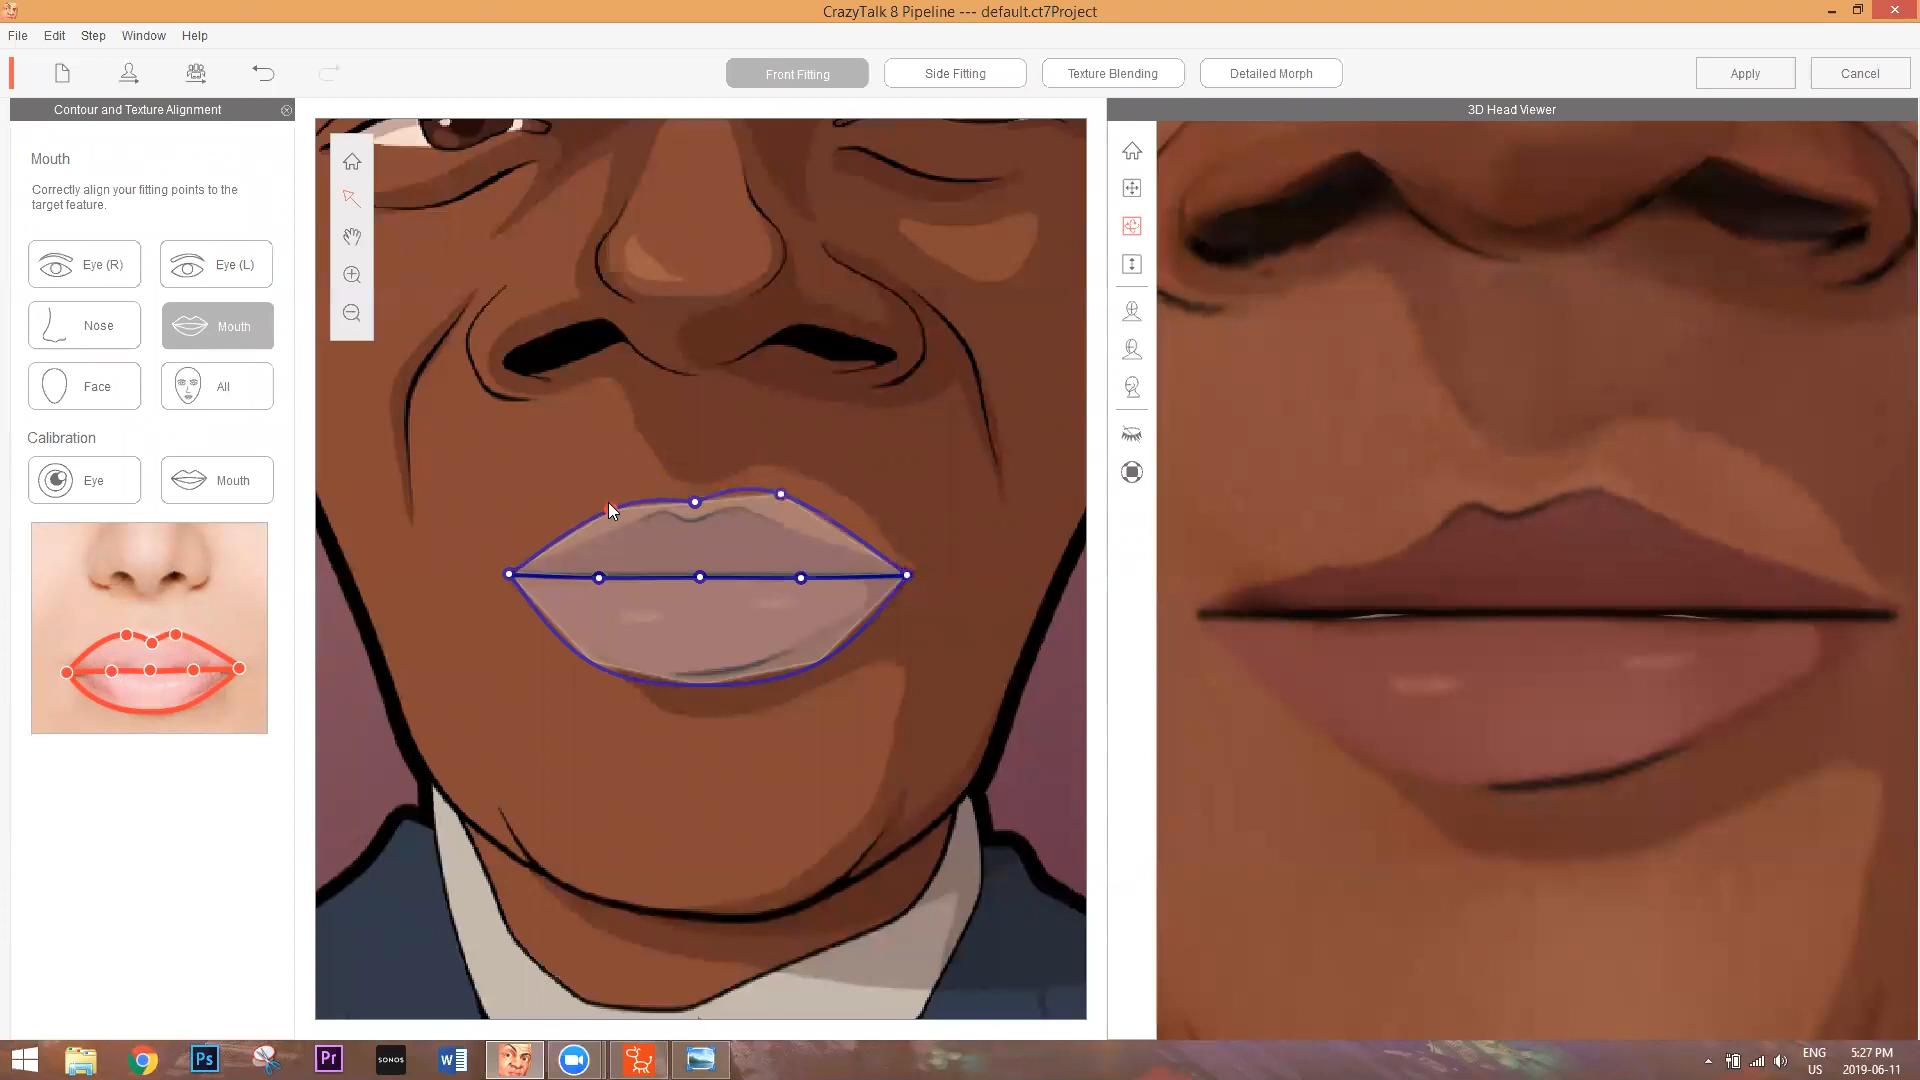 CrazyTalk 8 Pipeline --- default.ct7Project
File Edit Step Window Help
Front Fitting Side Fitting Texture Blending Detailed Morph Apply Cancel
Contour and Texture Alignment
3D Head Viewer
Mouth
Correctly align your fitting points to the
target feature.
Eye (R) Eye (L)
Nose Mouth
Face All
Calibration
Eye Mouth
Ps Pr SONOS
ENG 5:27 PM
US 2019-06-11